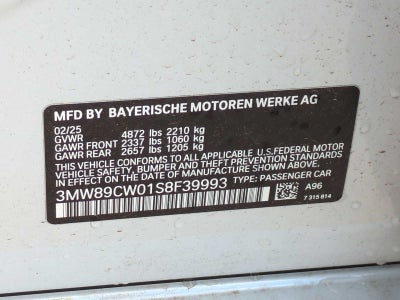 MFD BY BAYERISCHE MOTOREN WERKE AG
02/25
GVWR 4872 lbs 2210 kg
GAWR FRONT 2337 lbs 1060 kg
GAWR REAR 2657 lbs 1205 kg
THIS VEHICLE CONFORMS TO ALL APPLICABLE U.S.FEDERAL MOTOR
VEHICLE SAFETY, BUMPER, AND THEFT PREVENTION STANDARDS
IN EFFECT ON THE DATE OF MANUFACTURE SHOWN ABOVE.
3MW89CW01S8F39993 TYPE: PASSENGER CAR
A96
7 315 814